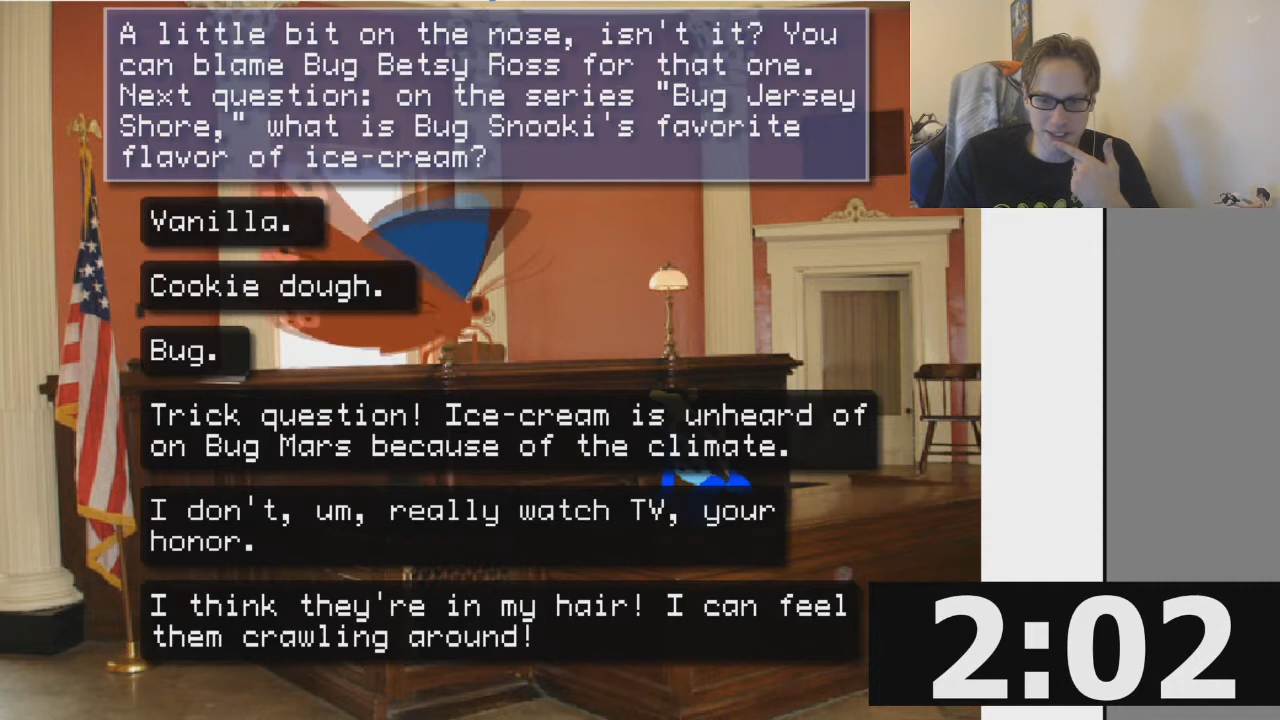 A little bit on the nose, isn't it? You
can blame Bug Betsy Ross for that one.
Next question: on the series "Bug Jersey
Shore," what is Bug Snooki's favorite
flavor of ice-cream?
Vanilla.
Cookie dough.
Bug.
Trick question! Ice-cream is unheard of
on Bug Mars because of the climate.
I don't, um, really watch TV, your
honor.
I think they're in my hair! I can feel
them crawling around!
2:02